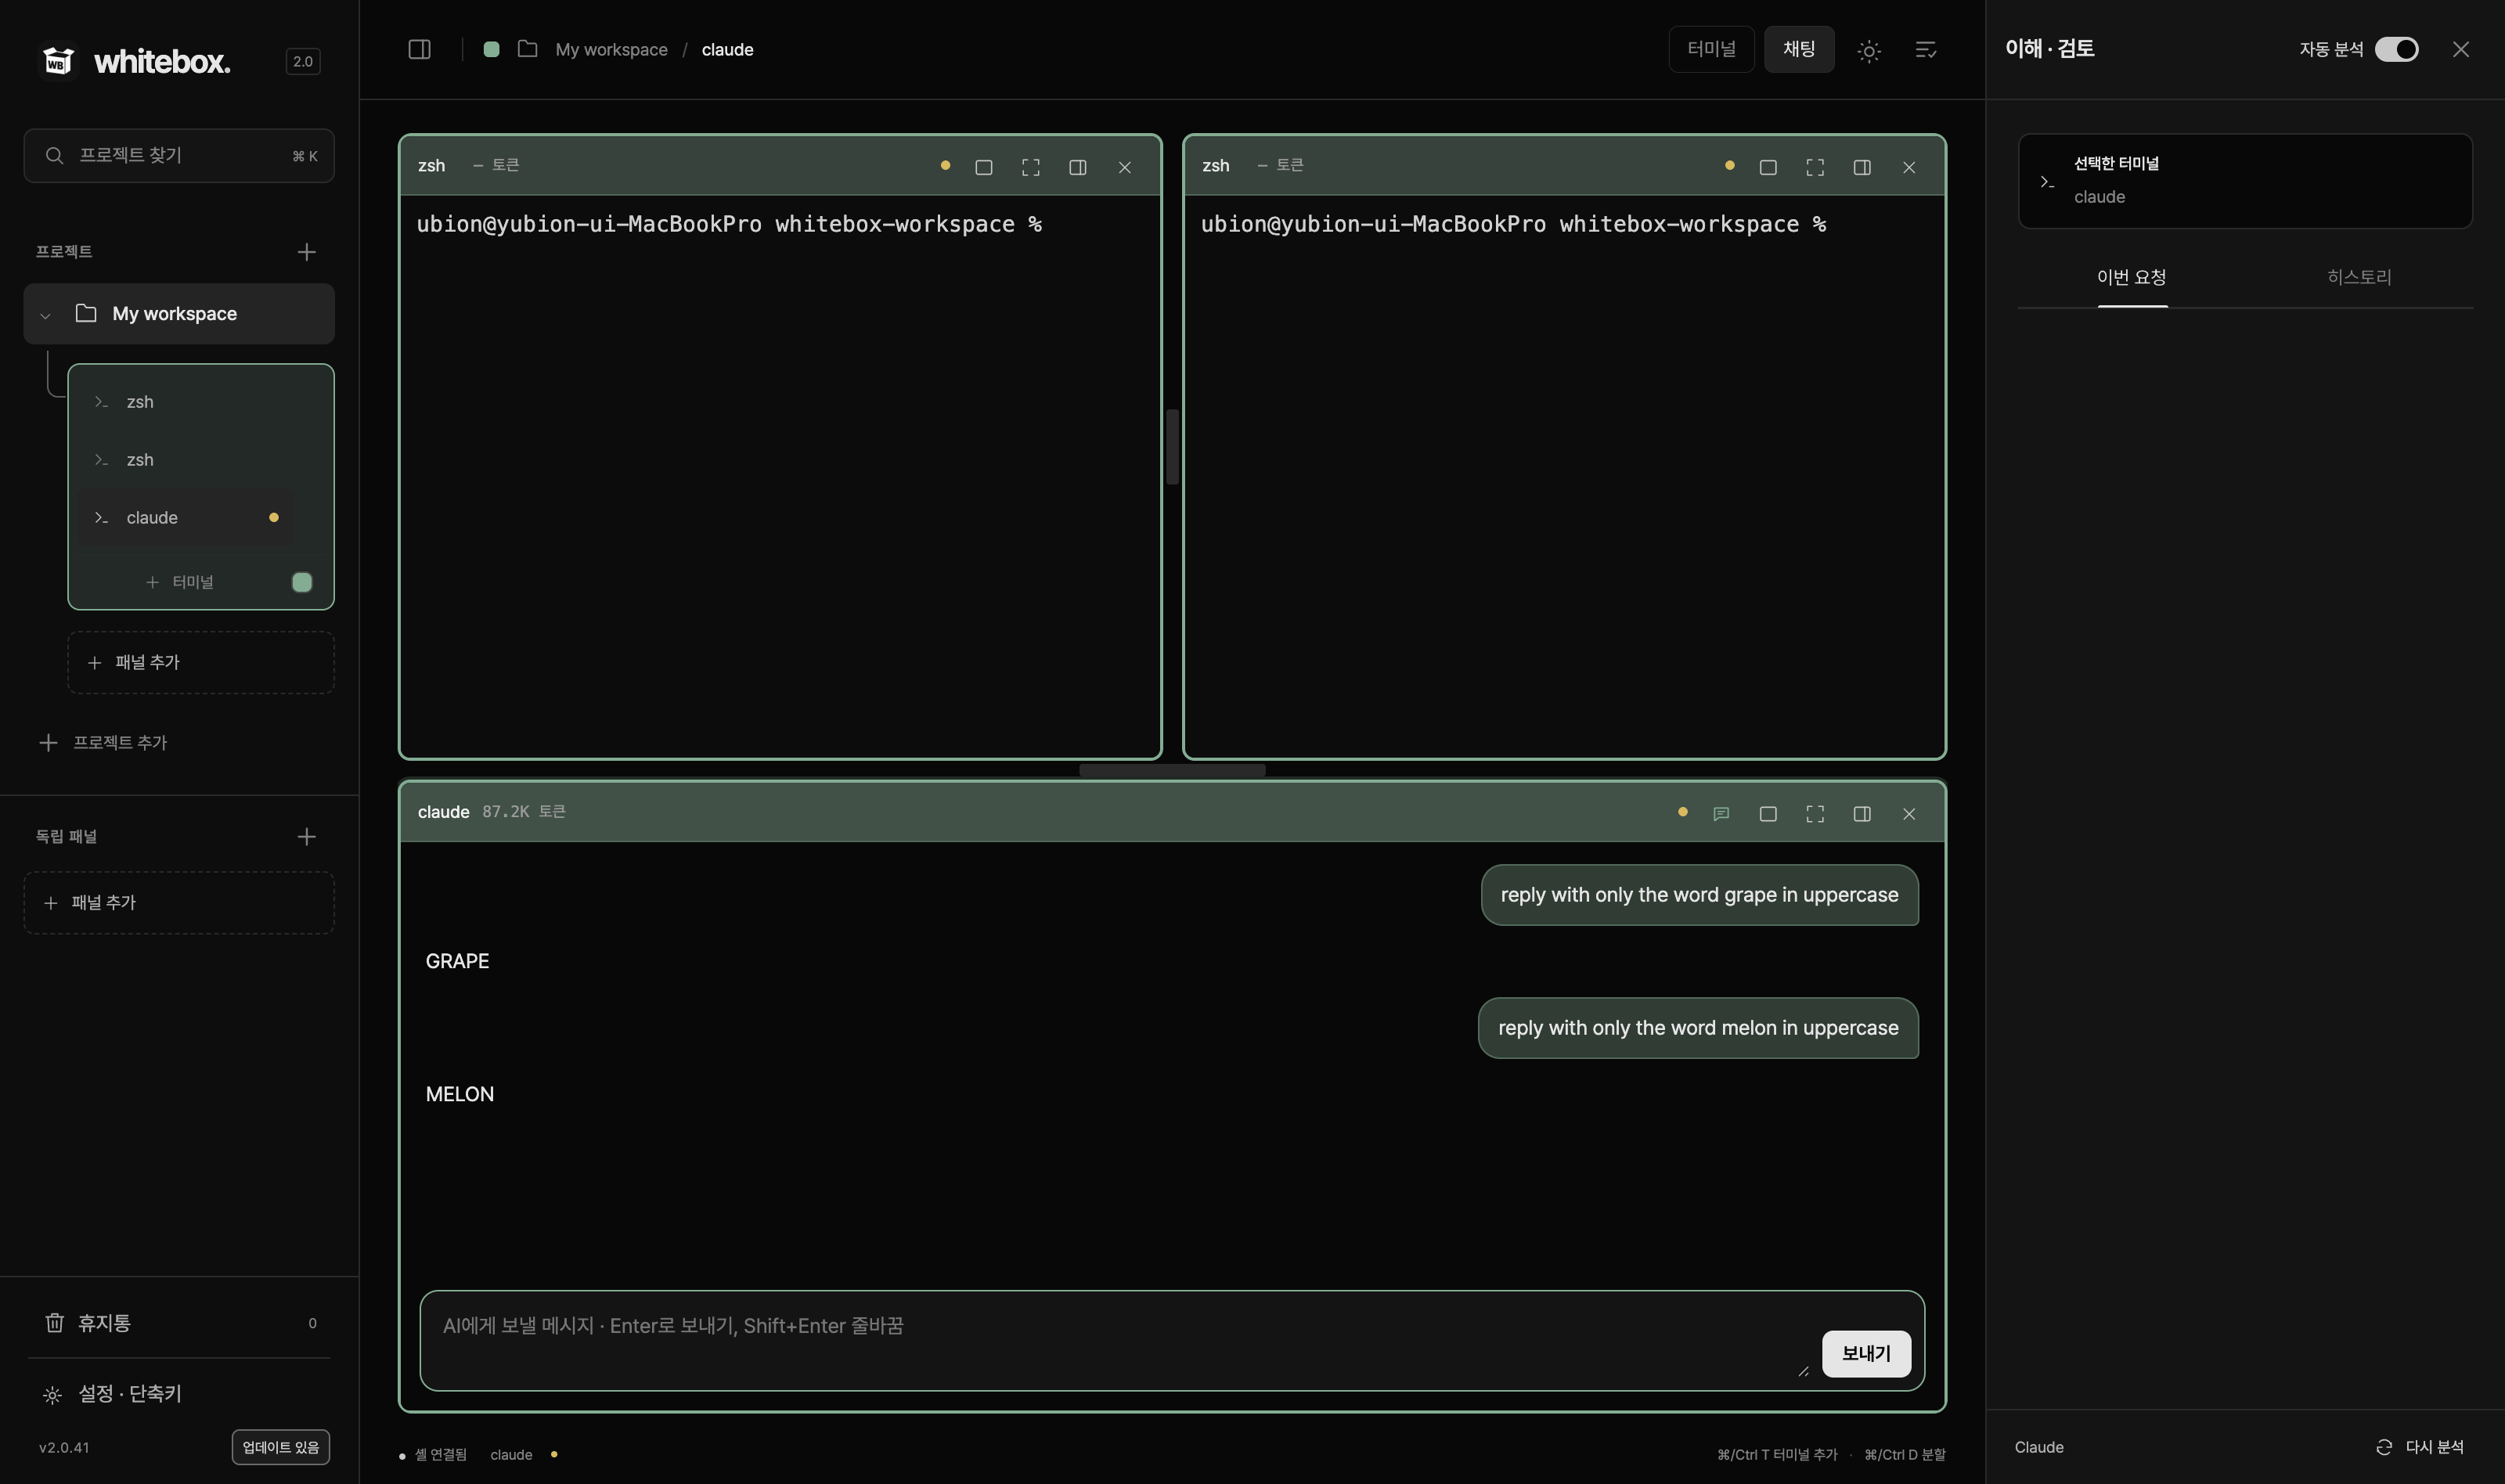 WB whitebox. 2.0
프로젝트 찾기 ⌘ K
프로젝트
My workspace
zsh
zsh
claude
터미널
패널 추가
프로젝트 추가
독립 패널
패널 추가
휴지통 0
설정 · 단축키
v2.0.41 업데이트 있음
My workspace / claude
터미널 채팅
zsh – 토큰
ubion@yubion-ui-MacBookPro whitebox-workspace %
zsh – 토큰
ubion@yubion-ui-MacBookPro whitebox-workspace %
claude 87.2K 토큰
reply with only the word grape in uppercase
GRAPE
reply with only the word melon in uppercase
MELON
AI에게 보낼 메시지 · Enter로 보내기, Shift+Enter 줄바꿈
보내기
셸 연결됨 claude
⌘/Ctrl T 터미널 추가 · ⌘/Ctrl D 분할
이해 · 검토 자동 분석
선택한 터미널
claude
이번 요청 히스토리
Claude 다시 분석